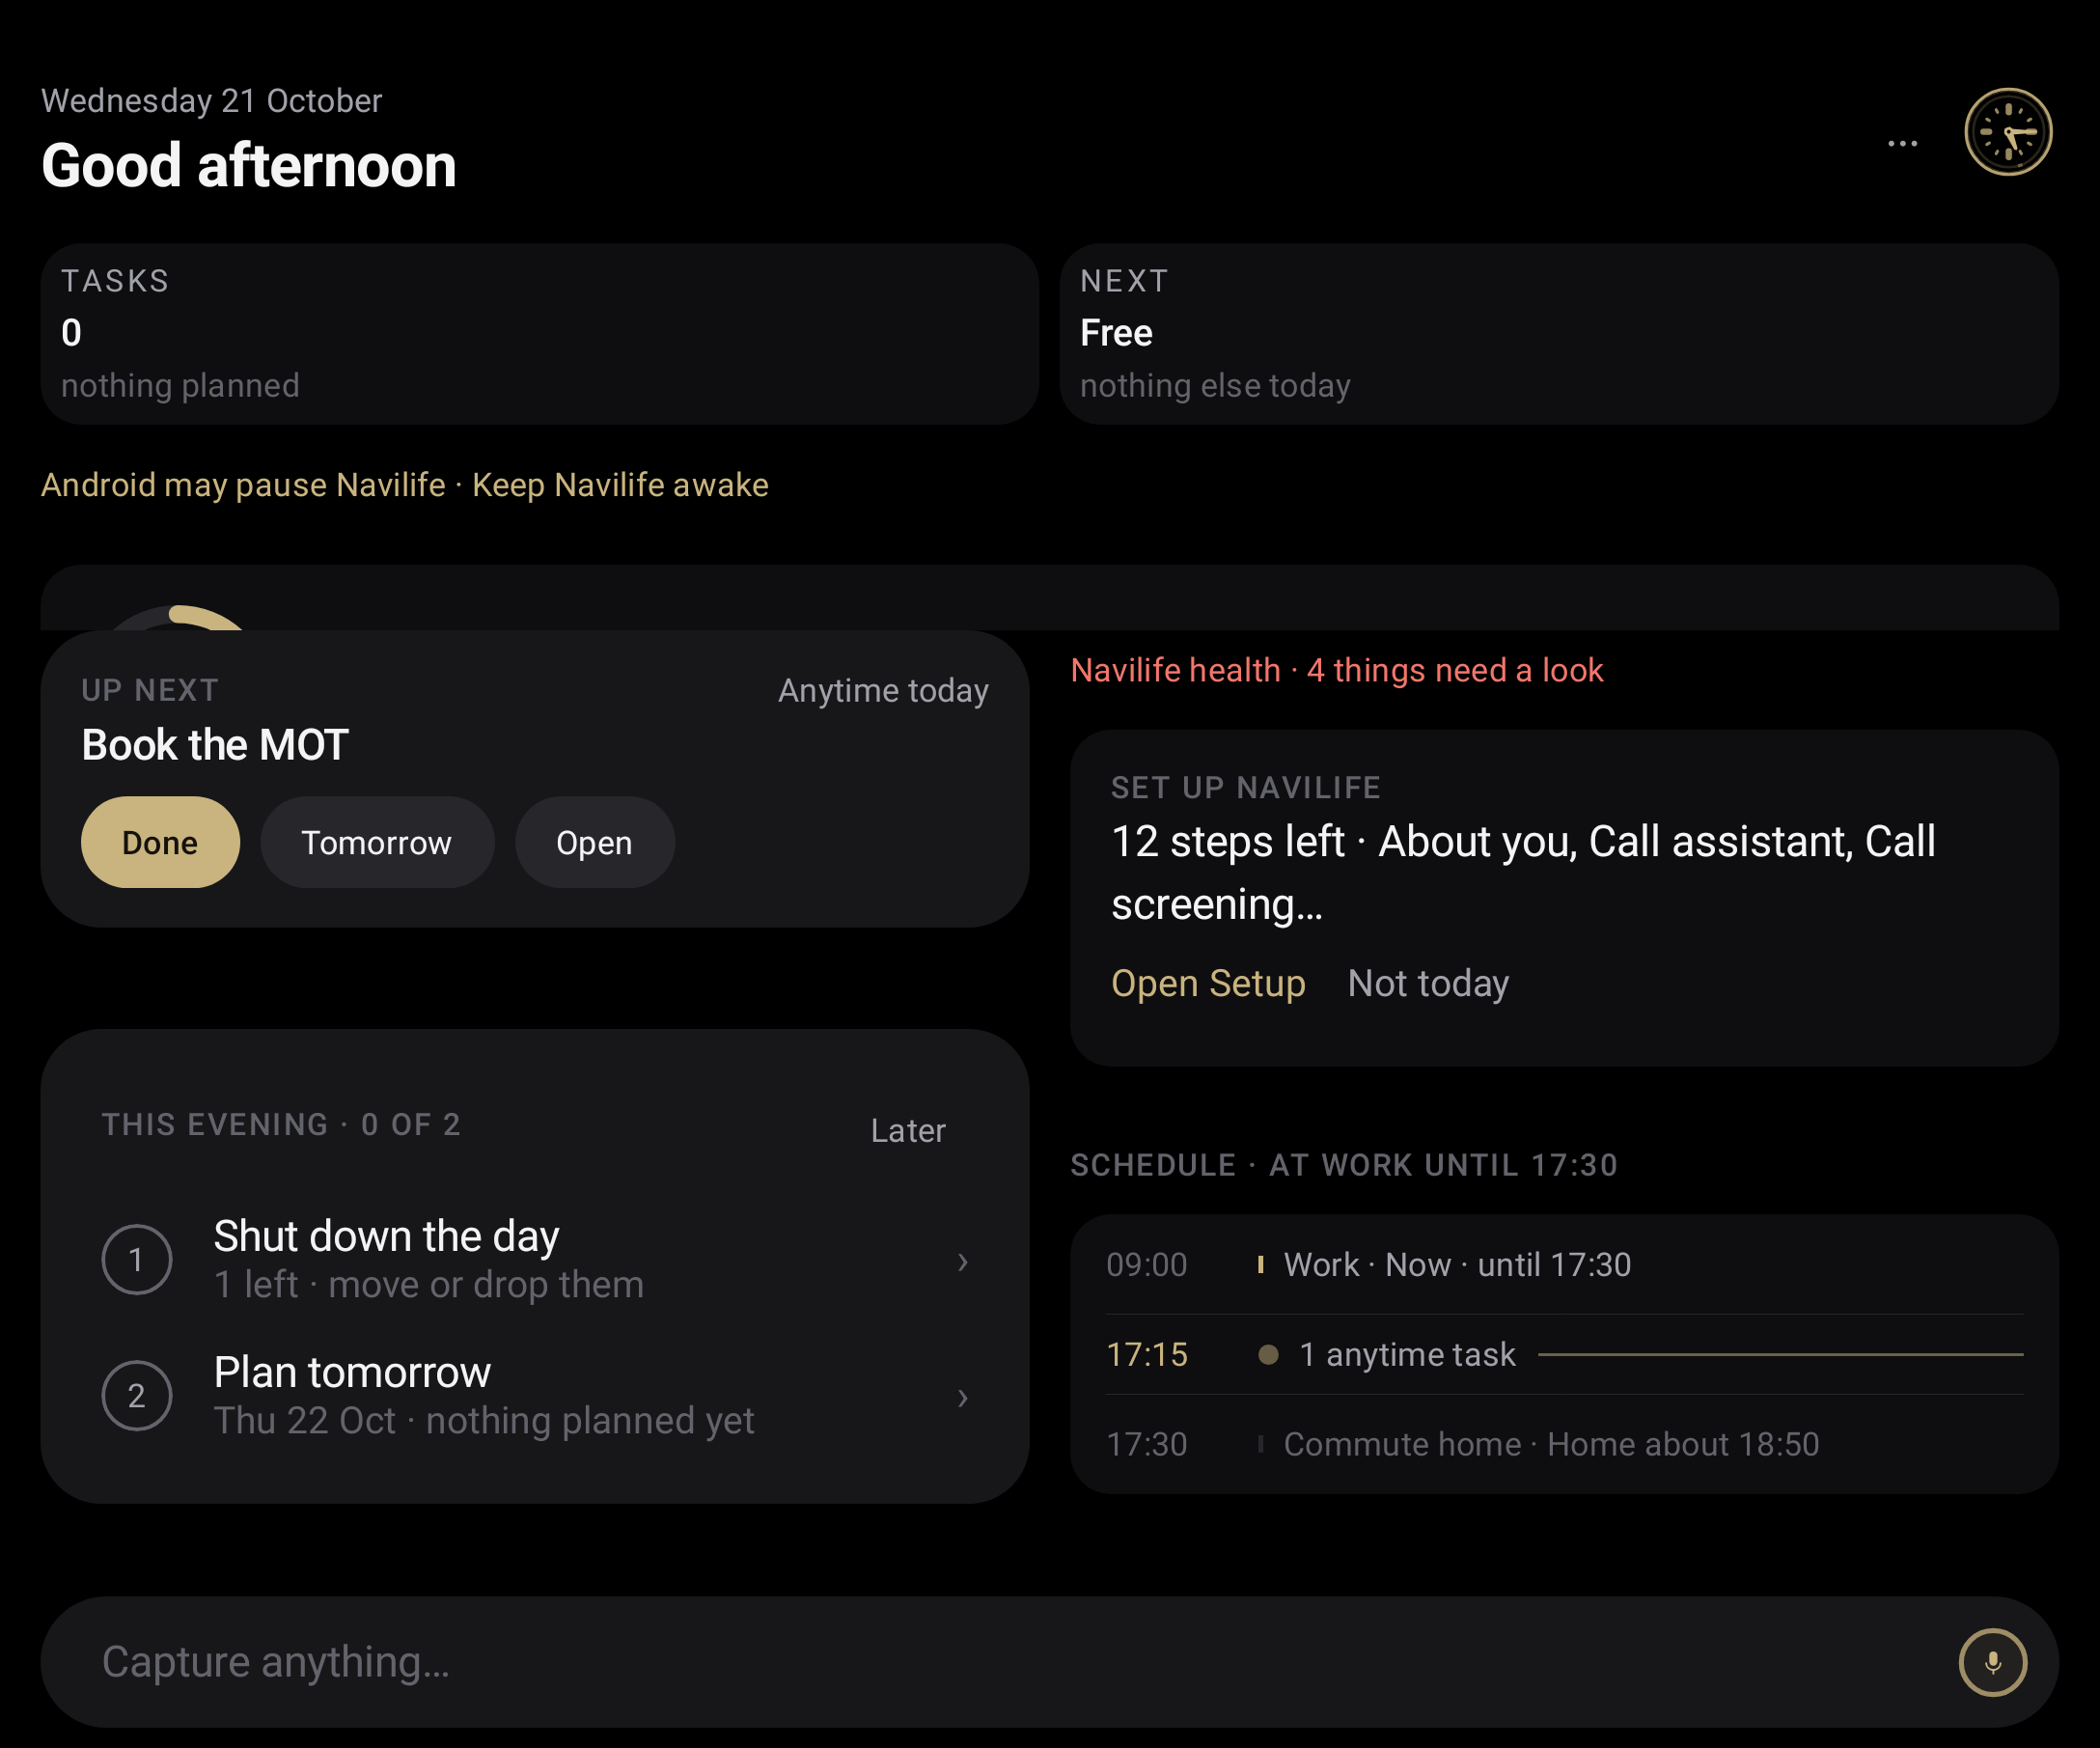 Wednesday 21 October
Good afternoon
...
TASKS
0
nothing planned
NEXT
Free
nothing else today
Android may pause Navilife · Keep Navilife awake
UP NEXT
Anytime today
Book the MOT
Done
Tomorrow
Open
THIS EVENING · 0 OF 2
Later
1
Shut down the day
1 left · move or drop them
›
2
Plan tomorrow
Thu 22 Oct · nothing planned yet
›
Navilife health · 4 things need a look
SET UP NAVILIFE
12 steps left · About you, Call assistant, Call
screening…
Open Setup
Not today
SCHEDULE · AT WORK UNTIL 17:30
09:00
Work · Now · until 17:30
17:15
1 anytime task
17:30
Commute home · Home about 18:50
Capture anything…